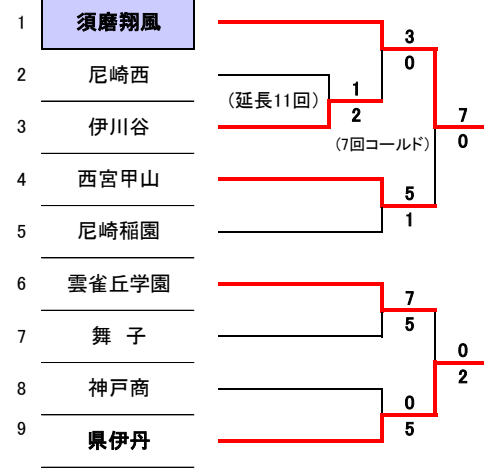 1 須磨翔風
3
0
2 尼崎西
(延長11回)
1
2
7
0
3 伊川谷
(7回コールド)
4 西宮甲山
5
1
5 尼崎稲園
6 雲雀丘学園
7
5
7 舞 子
0
2
8 神戸商
0
5
9 県伊丹